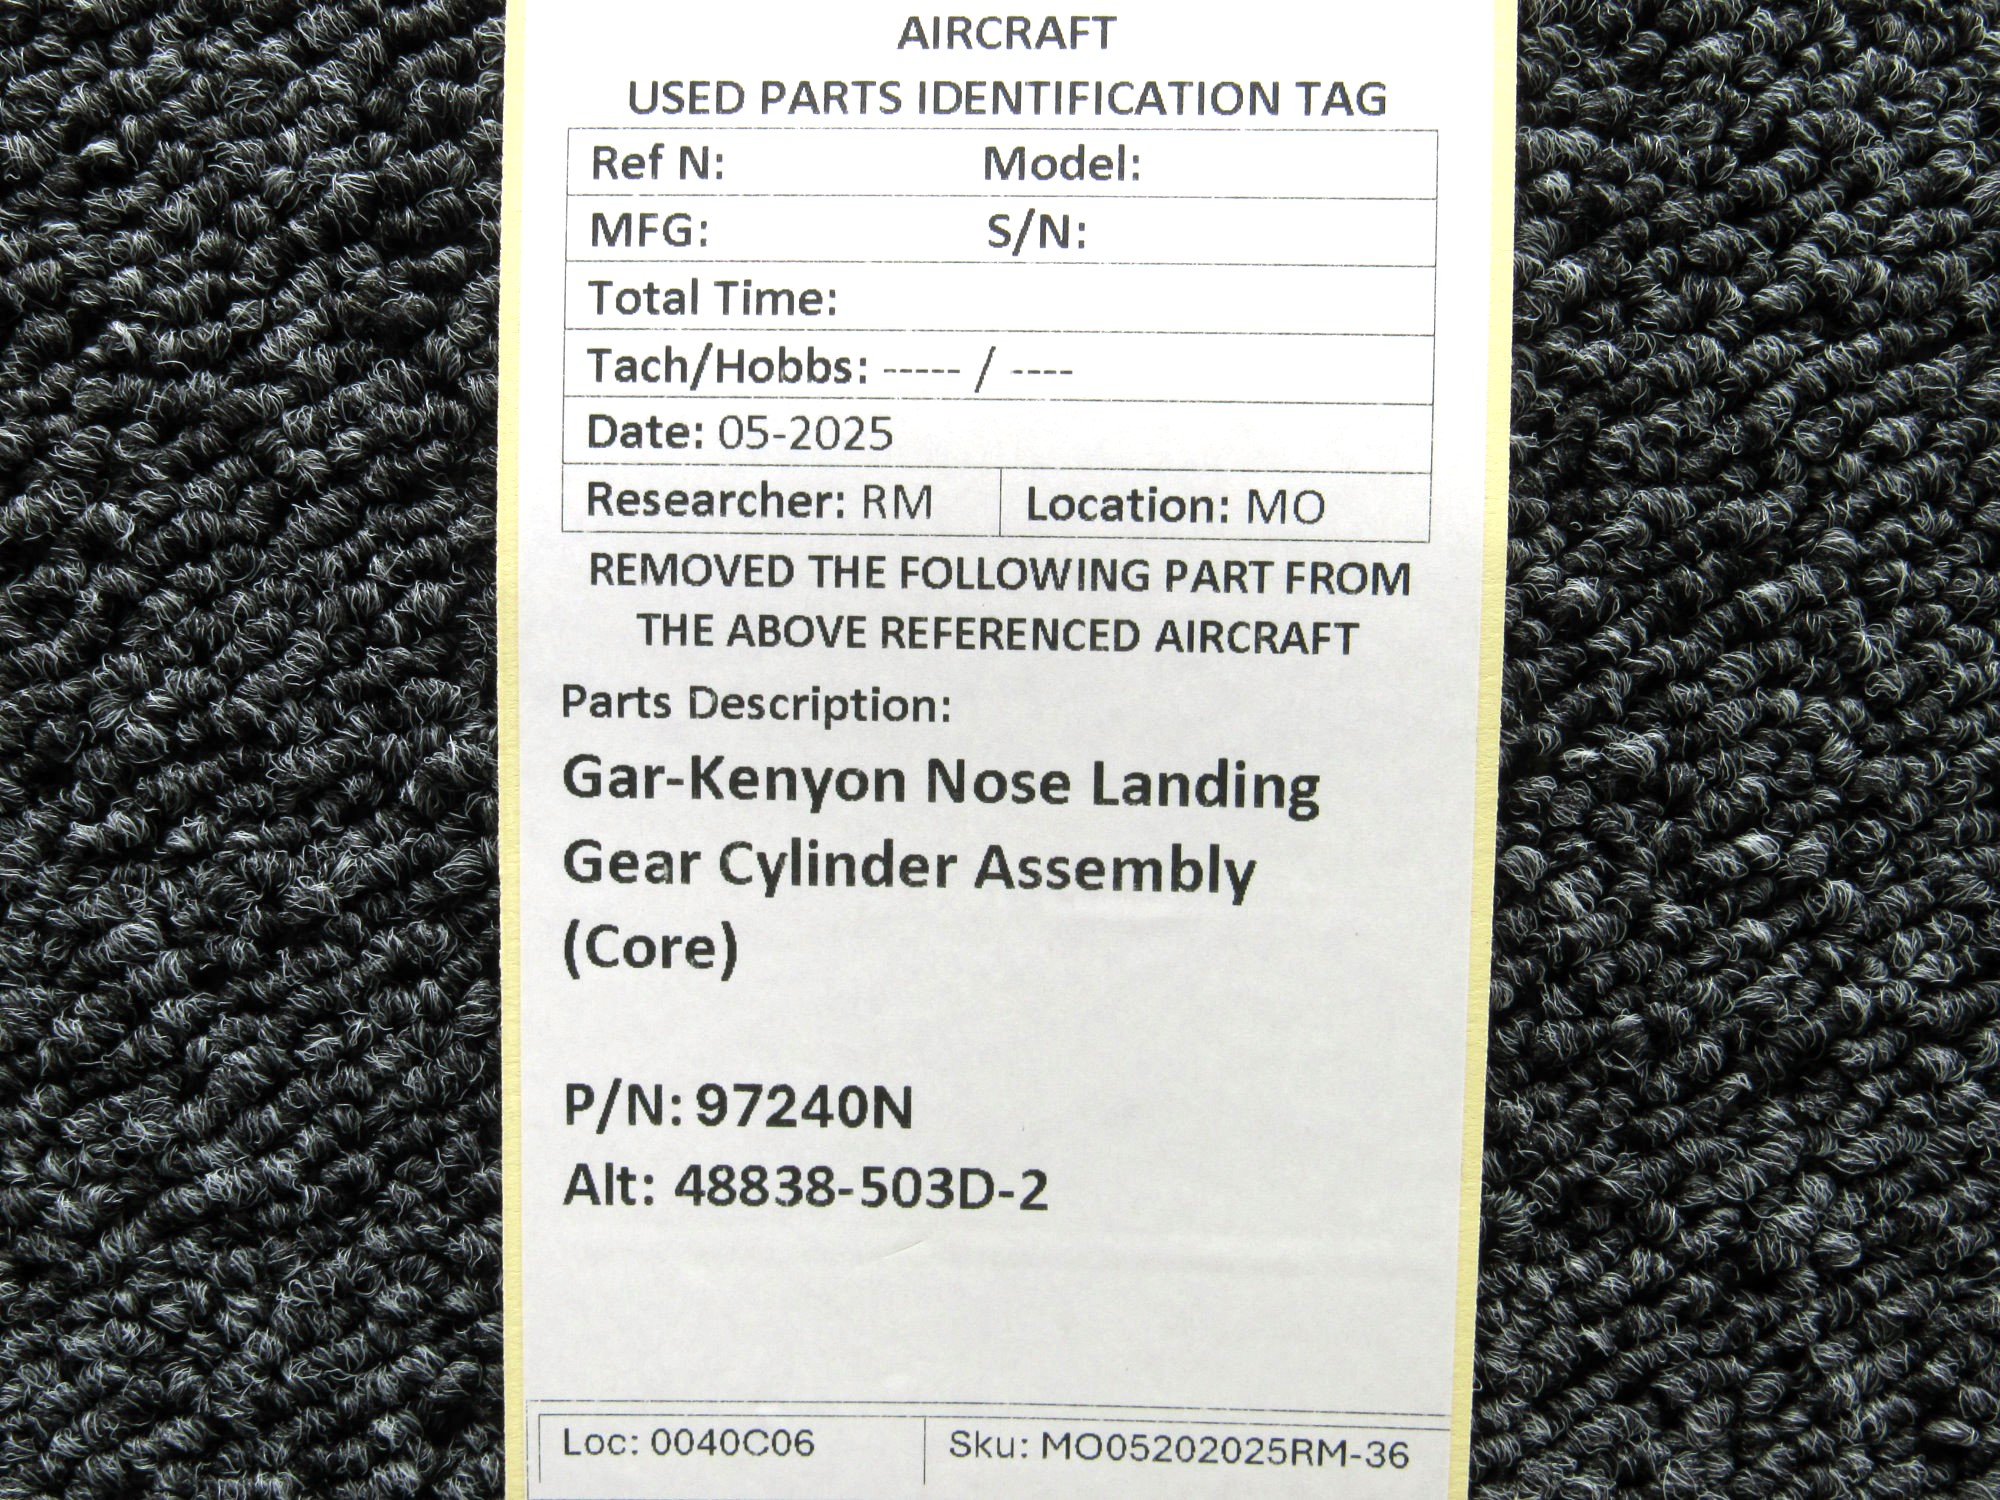 AIRCRAFT
USED PARTS IDENTIFICATION TAG
Ref N: Model:
MFG: S/N:
Total Time:
Tach/Hobbs: ----- / ----
Date: 05-2025
Researcher: RM Location: MO
REMOVED THE FOLLOWING PART FROM
THE ABOVE REFERENCED AIRCRAFT
Parts Description:
Gar-Kenyon Nose Landing
Gear Cylinder Assembly
(Core)
P/N: 97240N
Alt: 48838-503D-2
Loc: 0040C06 Sku: MO05202025RM-36